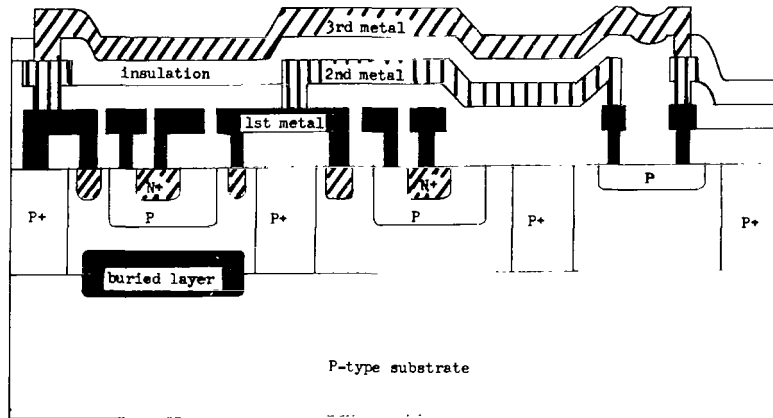 3rd metal
insulation
2nd metal
1st metal
N+
N+
P
P
P
P+
P+
P+
P+
buried layer
P-type substrate